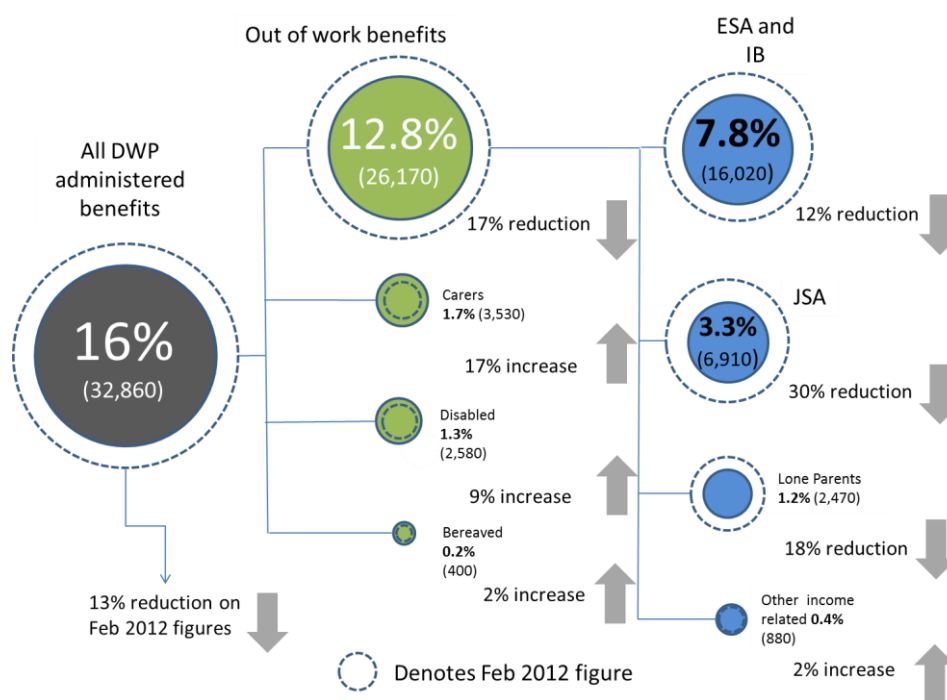 All DWP
administered
benefits
16%
(32,860)
13% reduction on
Feb 2012 figures
Out of work benefits
12.8%
(26,170)
17% reduction
Carers
1.7% (3,530)
17% increase
Disabled
1.3%
(2,580)
9% increase
Bereaved
0.2%
(400)
2% increase
ESA and
IB
7.8%
(16,020)
12% reduction
JSA
3.3%
(6,910)
30% reduction
Lone Parents
1.2% (2,470)
18% reduction
Other income
related 0.4%
(880)
2% increase
Denotes Feb 2012 figure